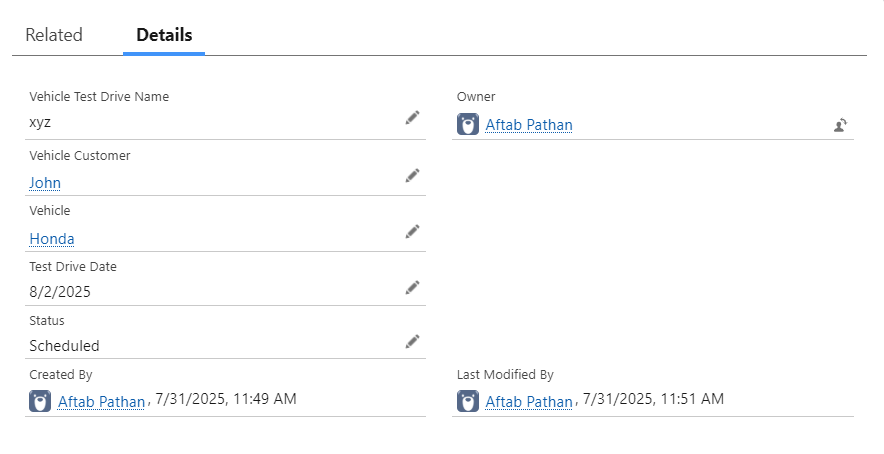 Related Details
Vehicle Test Drive Name
xyz
Owner
Aftab Pathan
Vehicle Customer
John
Vehicle
Honda
Test Drive Date
8/2/2025
Status
Scheduled
Created By
Aftab Pathan, 7/31/2025, 11:49 AM
Last Modified By
Aftab Pathan, 7/31/2025, 11:51 AM